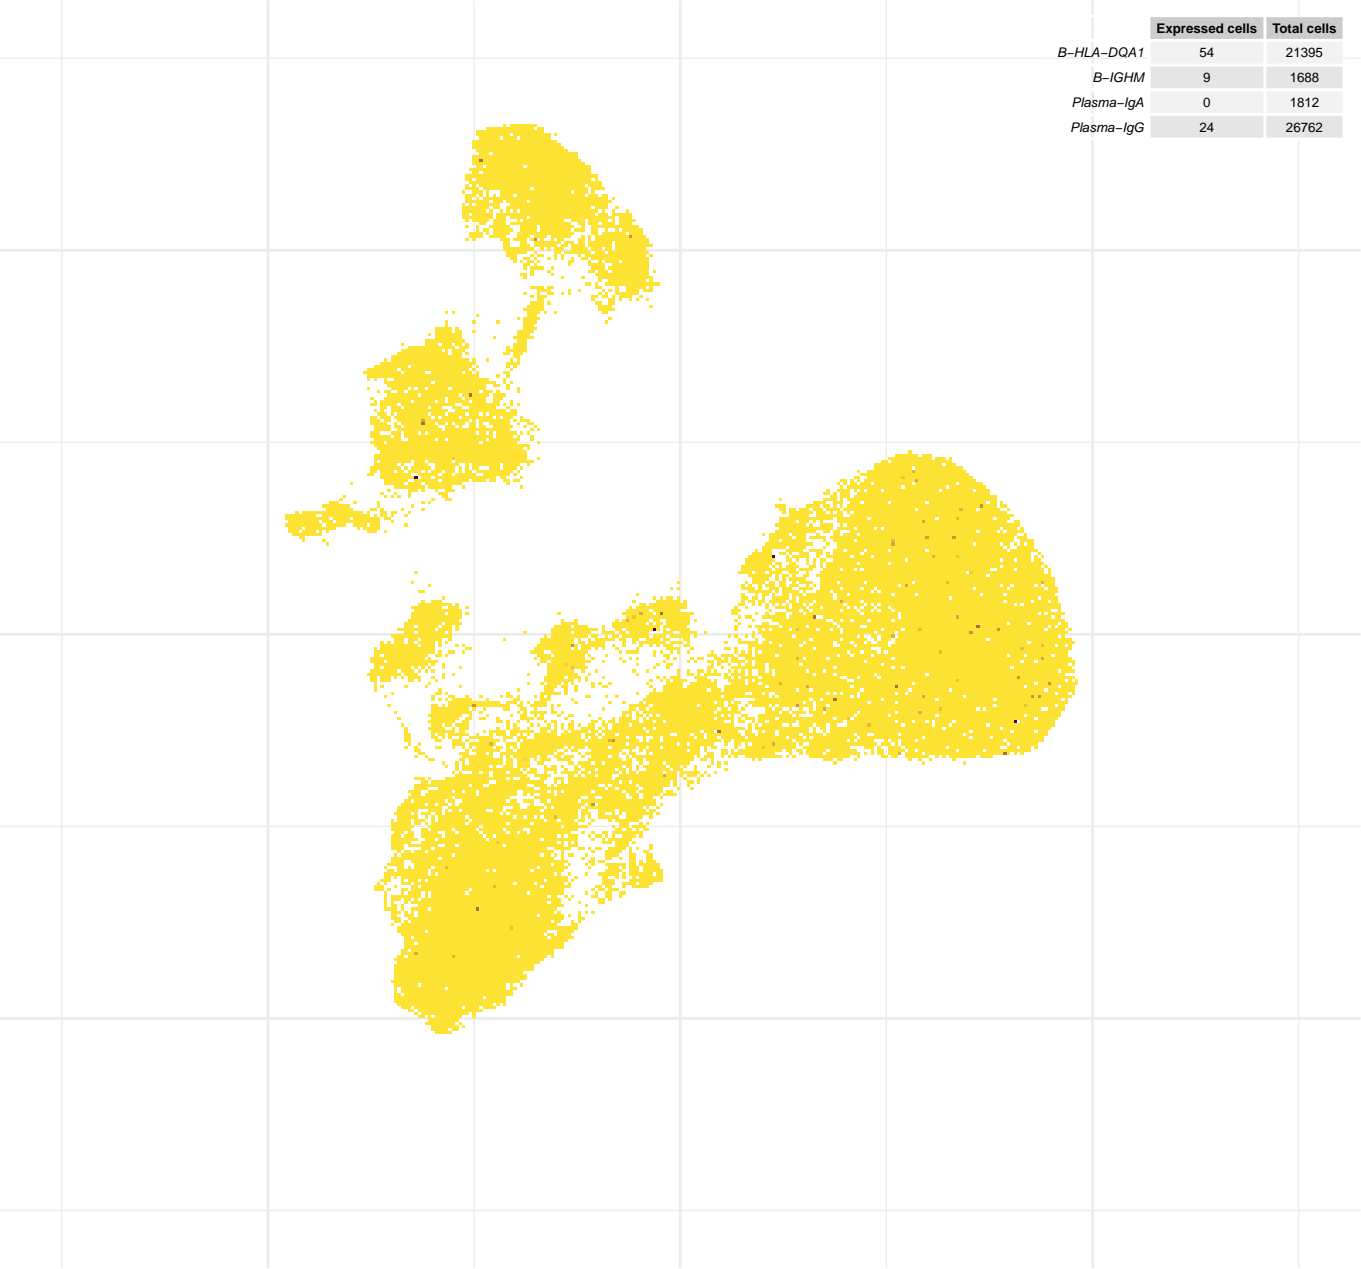 Expressed cells Total cells
B−HLA−DQA1 54 21395
B−IGHM 9 1688
Plasma−IgA 0 1812
Plasma−IgG 24 26762